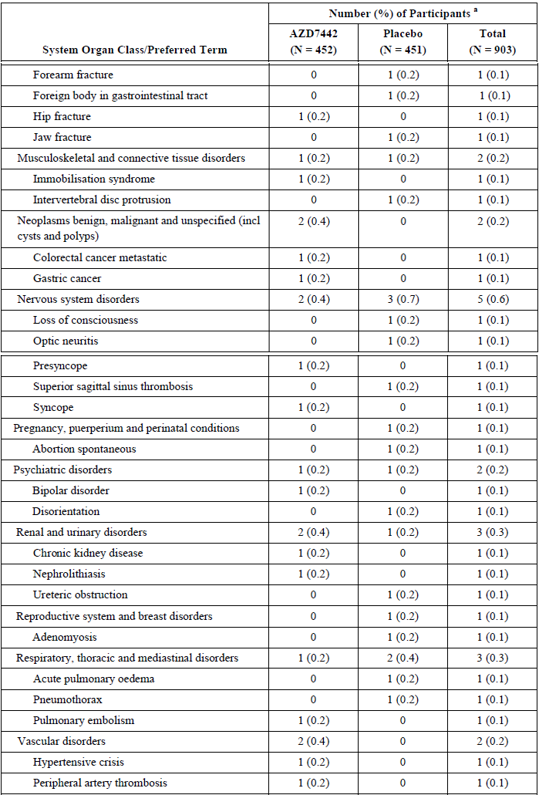 Number (%) of Participants a
System Organ Class/Preferred Term AZD7442 (N = 452) Placebo (N = 451) Total (N = 903)
Forearm fracture 0 1 (0.2) 1 (0.1)
Foreign body in gastrointestinal tract 0 1 (0.2) 1 (0.1)
Hip fracture 1 (0.2) 0 1 (0.1)
Jaw fracture 0 1 (0.2) 1 (0.1)
Musculoskeletal and connective tissue disorders 1 (0.2) 1 (0.2) 2 (0.2)
Immobilisation syndrome 1 (0.2) 0 1 (0.1)
Intervertebral disc protrusion 0 1 (0.2) 1 (0.1)
Neoplasms benign, malignant and unspecified (incl 2 (0.4) 0 2 (0.2)
cysts and polyps)
Colorectal cancer metastatic 1 (0.2) 0 1 (0.1)
Gastric cancer 1 (0.2) 0 1 (0.1)
Nervous system disorders 2 (0.4) 3 (0.7) 5 (0.6)
Loss of consciousness 0 1 (0.2) 1 (0.1)
Optic neuritis 0 1 (0.2) 1 (0.1)
Presyncope 1 (0.2) 0 1 (0.1)
Superior sagittal sinus thrombosis 0 1 (0.2) 1 (0.1)
Syncope 1 (0.2) 0 1 (0.1)
Pregnancy, puerperium and perinatal conditions 0 1 (0.2) 1 (0.1)
Abortion spontaneous 0 1 (0.2) 1 (0.1)
Psychiatric disorders 1 (0.2) 1 (0.2) 2 (0.2)
Bipolar disorder 1 (0.2) 0 1 (0.1)
Disorientation 0 1 (0.2) 1 (0.1)
Renal and urinary disorders 2 (0.4) 1 (0.2) 3 (0.3)
Chronic kidney disease 1 (0.2) 0 1 (0.1)
Nephrolithiasis 1 (0.2) 0 1 (0.1)
Ureteric obstruction 0 1 (0.2) 1 (0.1)
Reproductive system and breast disorders 0 1 (0.2) 1 (0.1)
Adenomyosis 0 1 (0.2) 1 (0.1)
Respiratory, thoracic and mediastinal disorders 1 (0.2) 2 (0.4) 3 (0.3)
Acute pulmonary oedema 0 1 (0.2) 1 (0.1)
Pneumothorax 0 1 (0.2) 1 (0.1)
Pulmonary embolism 1 (0.2) 0 1 (0.1)
Vascular disorders 2 (0.4) 0 2 (0.2)
Hypertensive crisis 1 (0.2) 0 1 (0.1)
Peripheral artery thrombosis 1 (0.2) 0 1 (0.1)